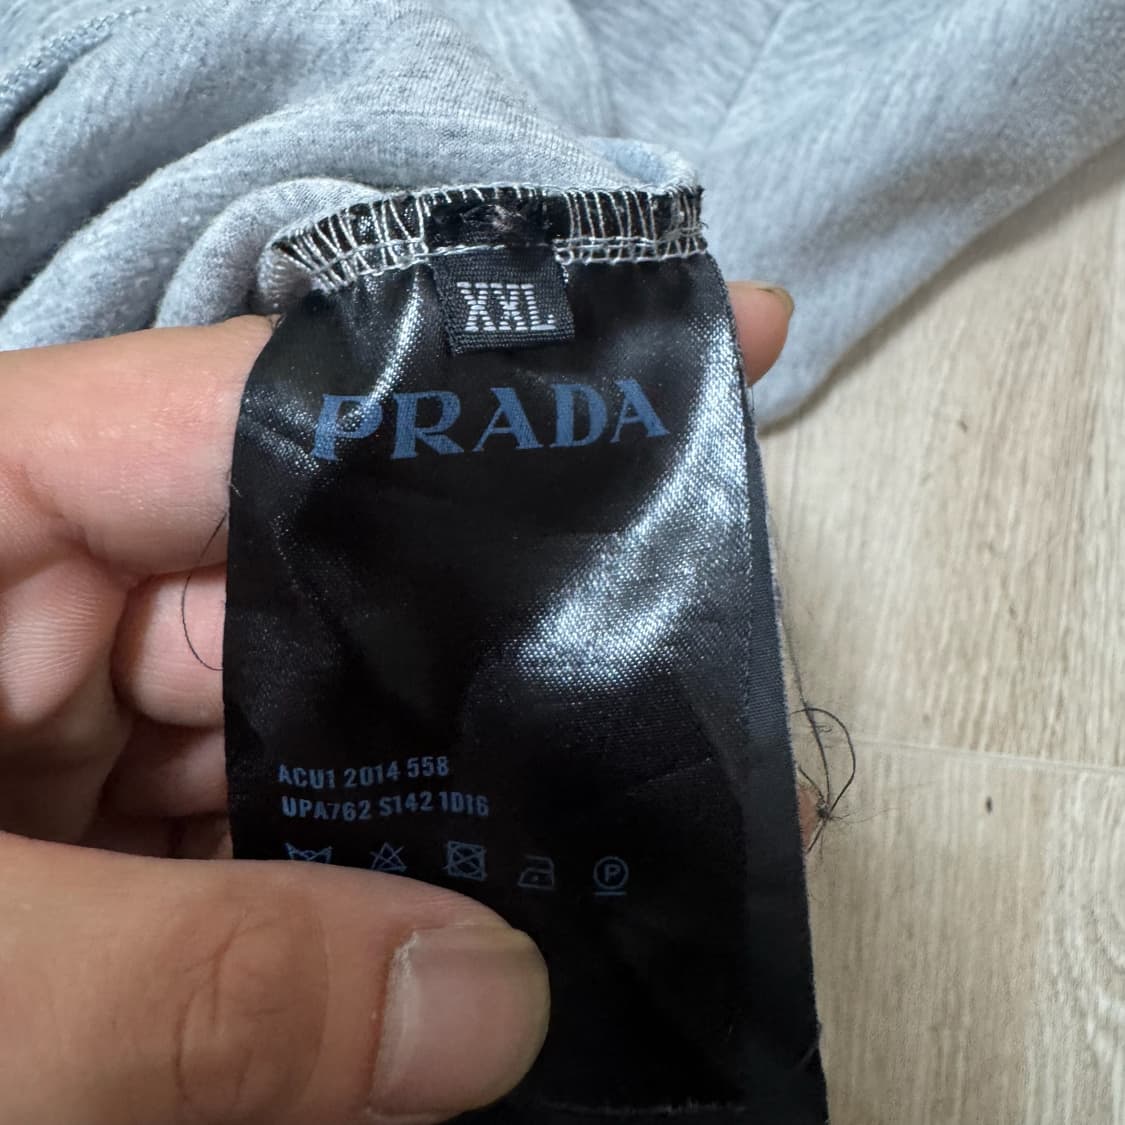 XXL
PRADA
ACU1 2014 558
UPA762 S142 1D16
P